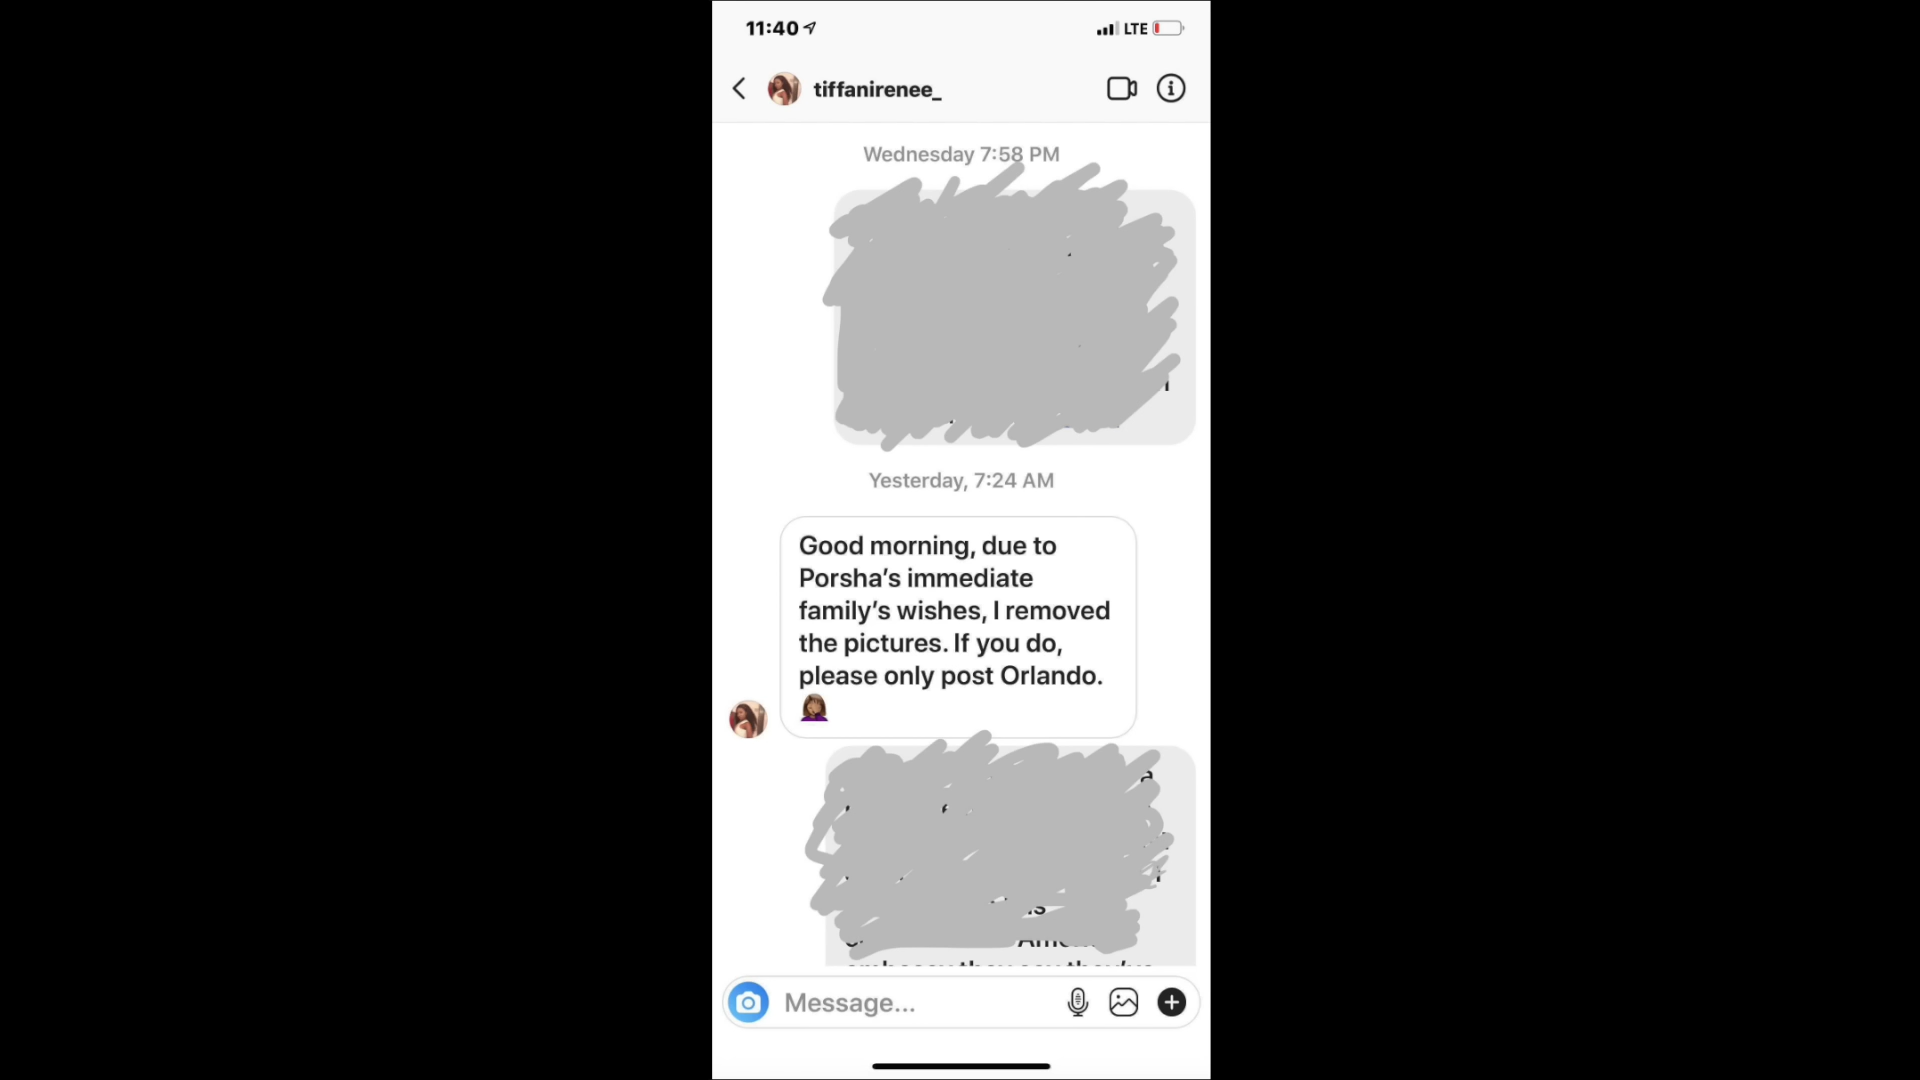 11:40
LTE
tiffanirenee_
Wednesday 7:58 PM
Yesterday, 7:24 AM
Good morning, due to
Porsha’s immediate
family’s wishes, I removed
the pictures. If you do,
please only post Orlando.
Message...